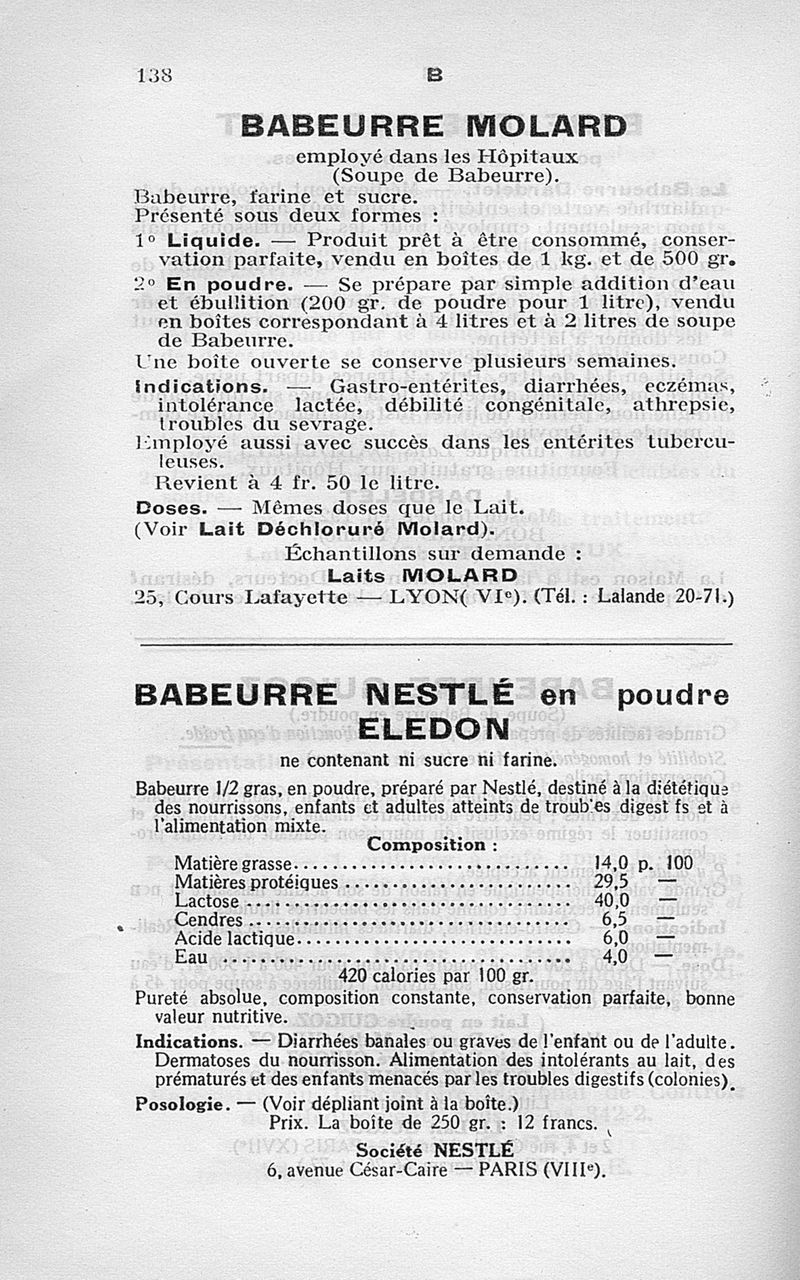 138 B
BABEURRE MOLARD
employé dans les Hôpitaux
(Soupe de Babeurre).
Babeurre, farine et sucre.
Présenté sous deux formes :
1° Liquide. — Produit prêt à être consommé, conser-
vation parfaite, vendu en boîtes de 1 kg. et de 500 gr.
2° En poudre. — Se prépare par simple addition d'eau
et ébullition (200 gr. de poudre pour 1 litre), vendu
en boîtes correspondant à 4 litres et à 2 litres de soupe
de Babeurre.
Une boîte ouverte se conserve plusieurs semaines.
Indications. — Gastro-entérites, diarrhées, eczémas,
intolérance lactée, débilité congénitale, athrepsie,
troubles du sevrage.
Employé aussi avec succès dans les entérites tubercu-
leuses.
Revient à 4 fr. 50 le litre.
Doses. — Mêmes doses que le Lait.
(Voir Lait Déchloruré Molard).
Échantillons sur demande :
Laits MOLARD
25, Cours Lafayette — LYON( VIe). (Tél. : Lalande 20-71.)
BABEURRE NESTLÉ en poudre
ELEDON
ne contenant ni sucre ni farine.
Babeurre 1/2 gras, en poudre, préparé par Nestlé, destiné à la diététique
des nourrissons, enfants et adultes atteints de troub'es digest fs et à
l'alimentation mixte.
Composition :
Matière grasse............................ 14,0 p. 100
Matières protéiques ........................ 29,5 —
Lactose .................................. 40,0 —
Cendres .................................. 6,5 —
Acide lactique............................. 6,0 —
Eau ..................................... 4,0 —
420 calories par 100 gr.
Pureté absolue, composition constante, conservation parfaite, bonne
valeur nutritive.
Indications. — Diarrhées banales ou graves de l'enfant ou de l'adulte.
Dermatoses du nourrisson. Alimentation des intolérants au lait, des
prématurés et des enfants menacés par les troubles digestifs (colonies).
Posologie. — (Voir dépliant joint à la boîte.)
Prix. La boîte de 250 gr. : 12 francs.
Société NESTLÉ
6, avenue César-Caire — PARIS (VIIIe).